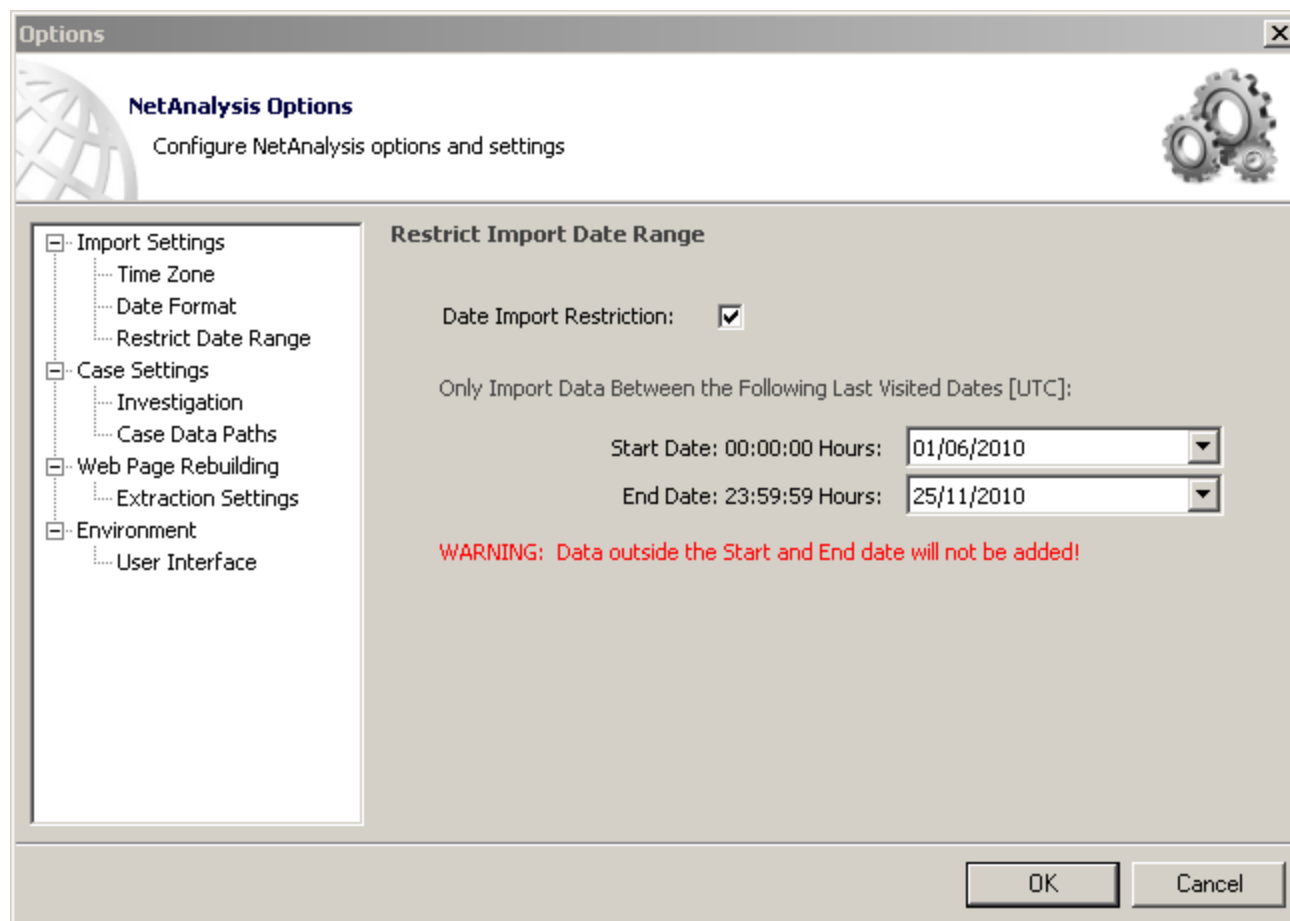 Options
NetAnalysis Options
Configure NetAnalysis options and settings
Import Settings
Time Zone
Date Format
Restrict Date Range
Case Settings
Investigation
Case Data Paths
Web Page Rebuilding
Extraction Settings
Environment
User Interface
Restrict Import Date Range
Date Import Restriction:
Only Import Data Between the Following Last Visited Dates [UTC]:
Start Date: 00:00:00 Hours: 01/06/2010
End Date: 23:59:59 Hours: 25/11/2010
WARNING: Data outside the Start and End date will not be added!
OK Cancel